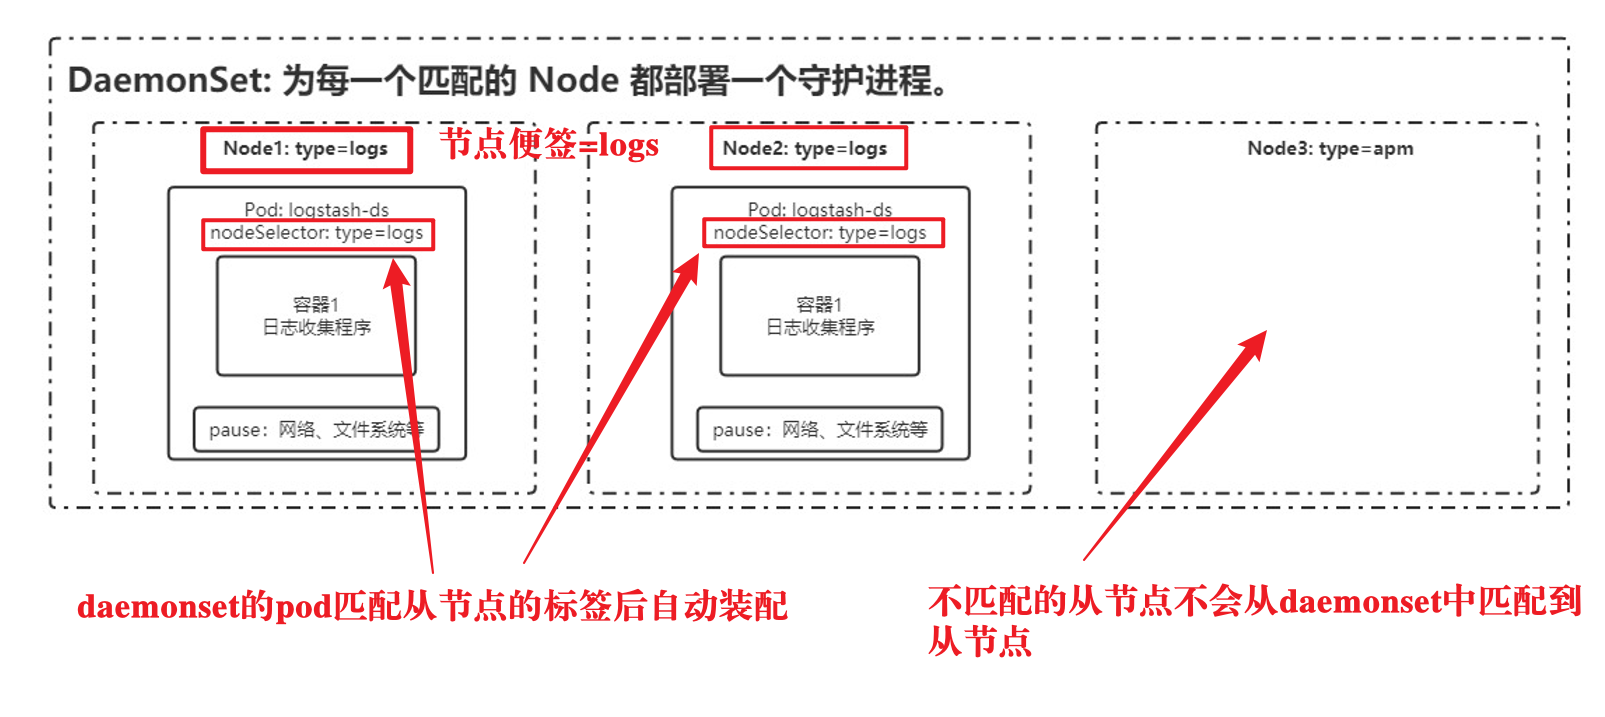 DaemonSet: 为每一个匹配的 Node 都部署一个守护进程。
Node1: type=logs
节点便签=logs
Pod: logstash-ds
nodeSelector: type=logs
容器1
日志收集程序
pause：网络、文件系统等
Node2: type=logs
Pod: logstash-ds
nodeSelector: type=logs
容器1
日志收集程序
pause：网络、文件系统等
Node3: type=apm
daemonset的pod匹配从节点的标签后自动装配
不匹配的从节点不会从daemonset中匹配到
从节点